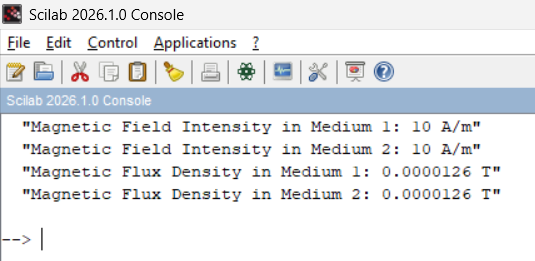 Scilab 2026.1.0 Console
File Edit Control Applications ?
Scilab 2026.1.0 Console
"Magnetic Field Intensity in Medium 1: 10 A/m"
"Magnetic Field Intensity in Medium 2: 10 A/m"
"Magnetic Flux Density in Medium 1: 0.0000126 T"
"Magnetic Flux Density in Medium 2: 0.0000126 T"
-->